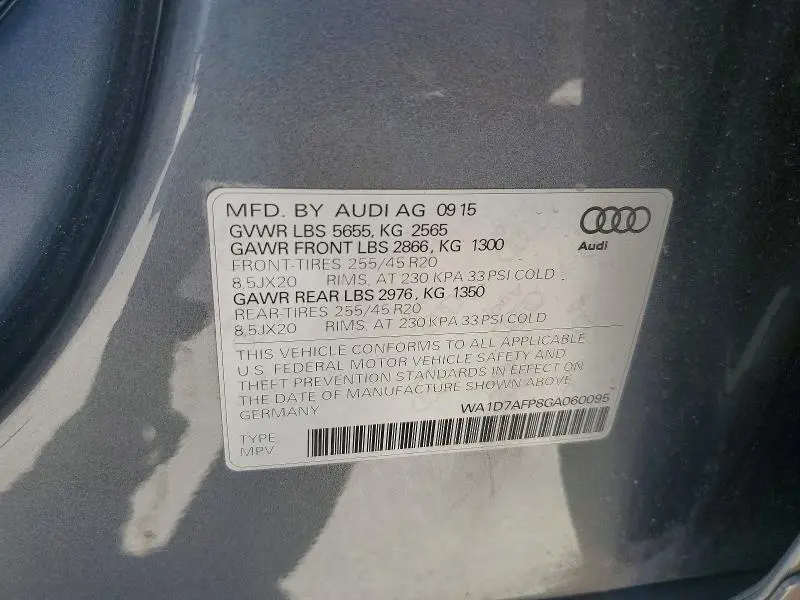 MFD. BY AUDI AG 09 15
GVWR LBS 5655, KG 2565
GAWR FRONT LBS 2866, KG 1300
FRONT-TIRES 255/45 R20
8,5JX20 RIMS, AT 230 KPA 33 PSI COLD
GAWR REAR LBS 2976, KG 1350
REAR-TIRES 255/45 R20
8,5JX20 RIMS, AT 230 KPA 33 PSI COLD
Audi
THIS VEHICLE CONFORMS TO ALL APPLICABLE
U.S. FEDERAL MOTOR VEHICLE SAFETY AND
THEFT PREVENTION STANDARDS IN EFFECT ON
THE DATE OF MANUFACTURE SHOWN ABOVE.
GERMANY
WA1D7AFP8GA060095
TYPE
MPV